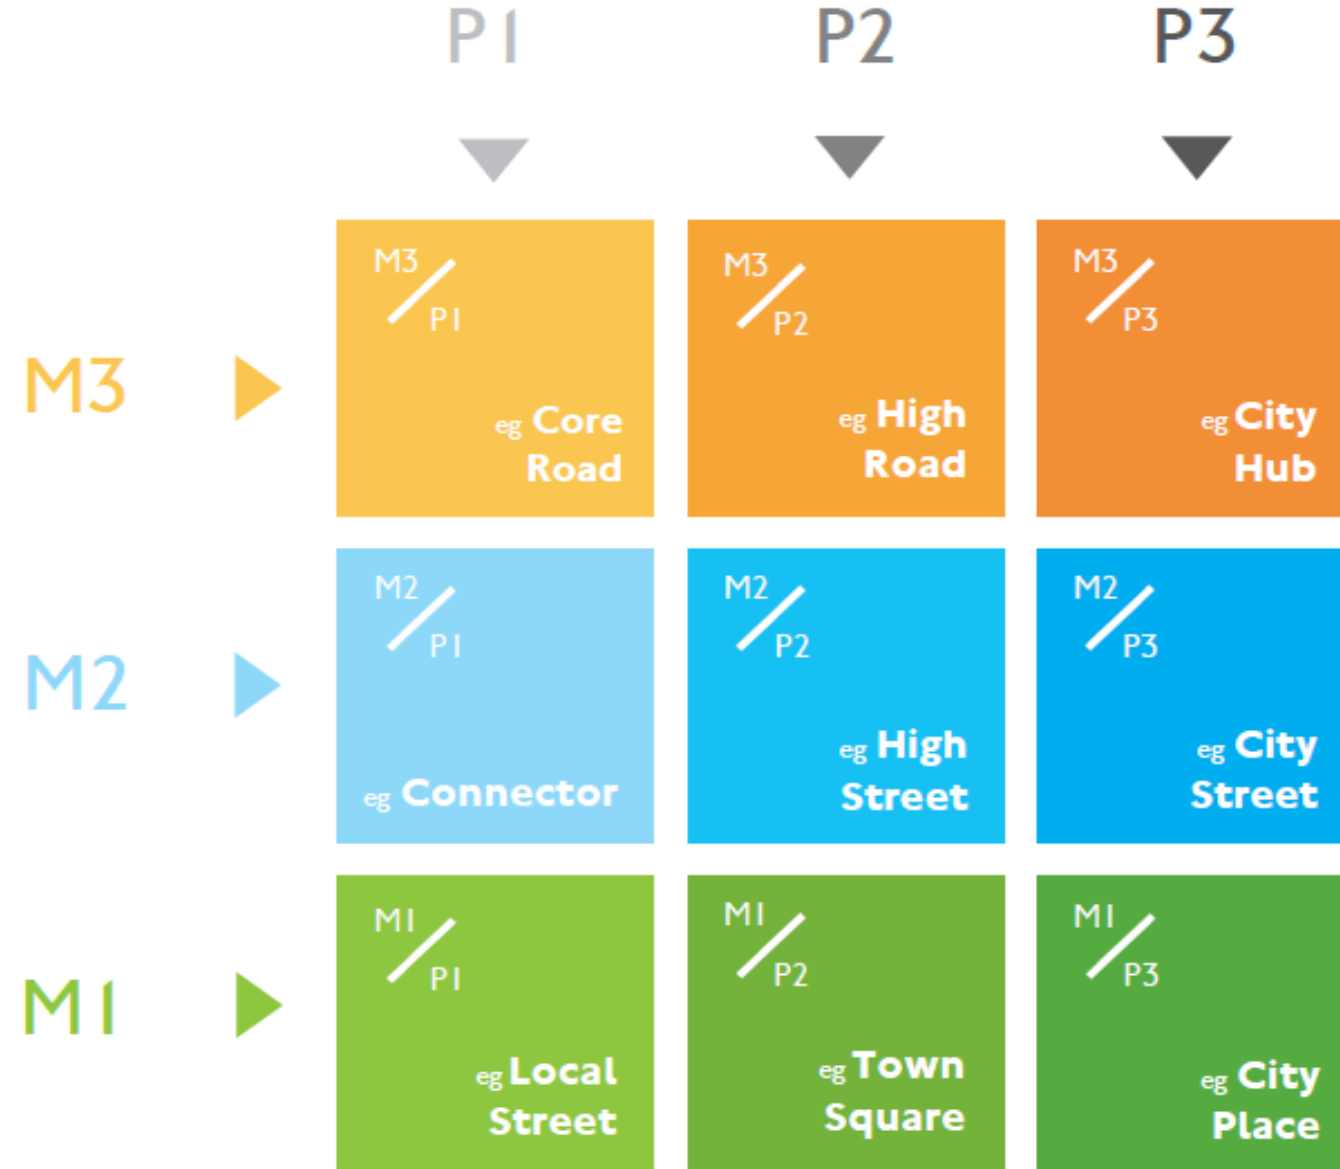 P1 P2 P3
M3
M3 P1
eg Core
Road
M3 P2
eg High
Road
M3 P3
eg City
Hub
M2
M2 P1
eg Connector
M2 P2
eg High
Street
M2 P3
eg City
Street
M1
M1 P1
eg Local
Street
M1 P2
eg Town
Square
M1 P3
eg City
Place